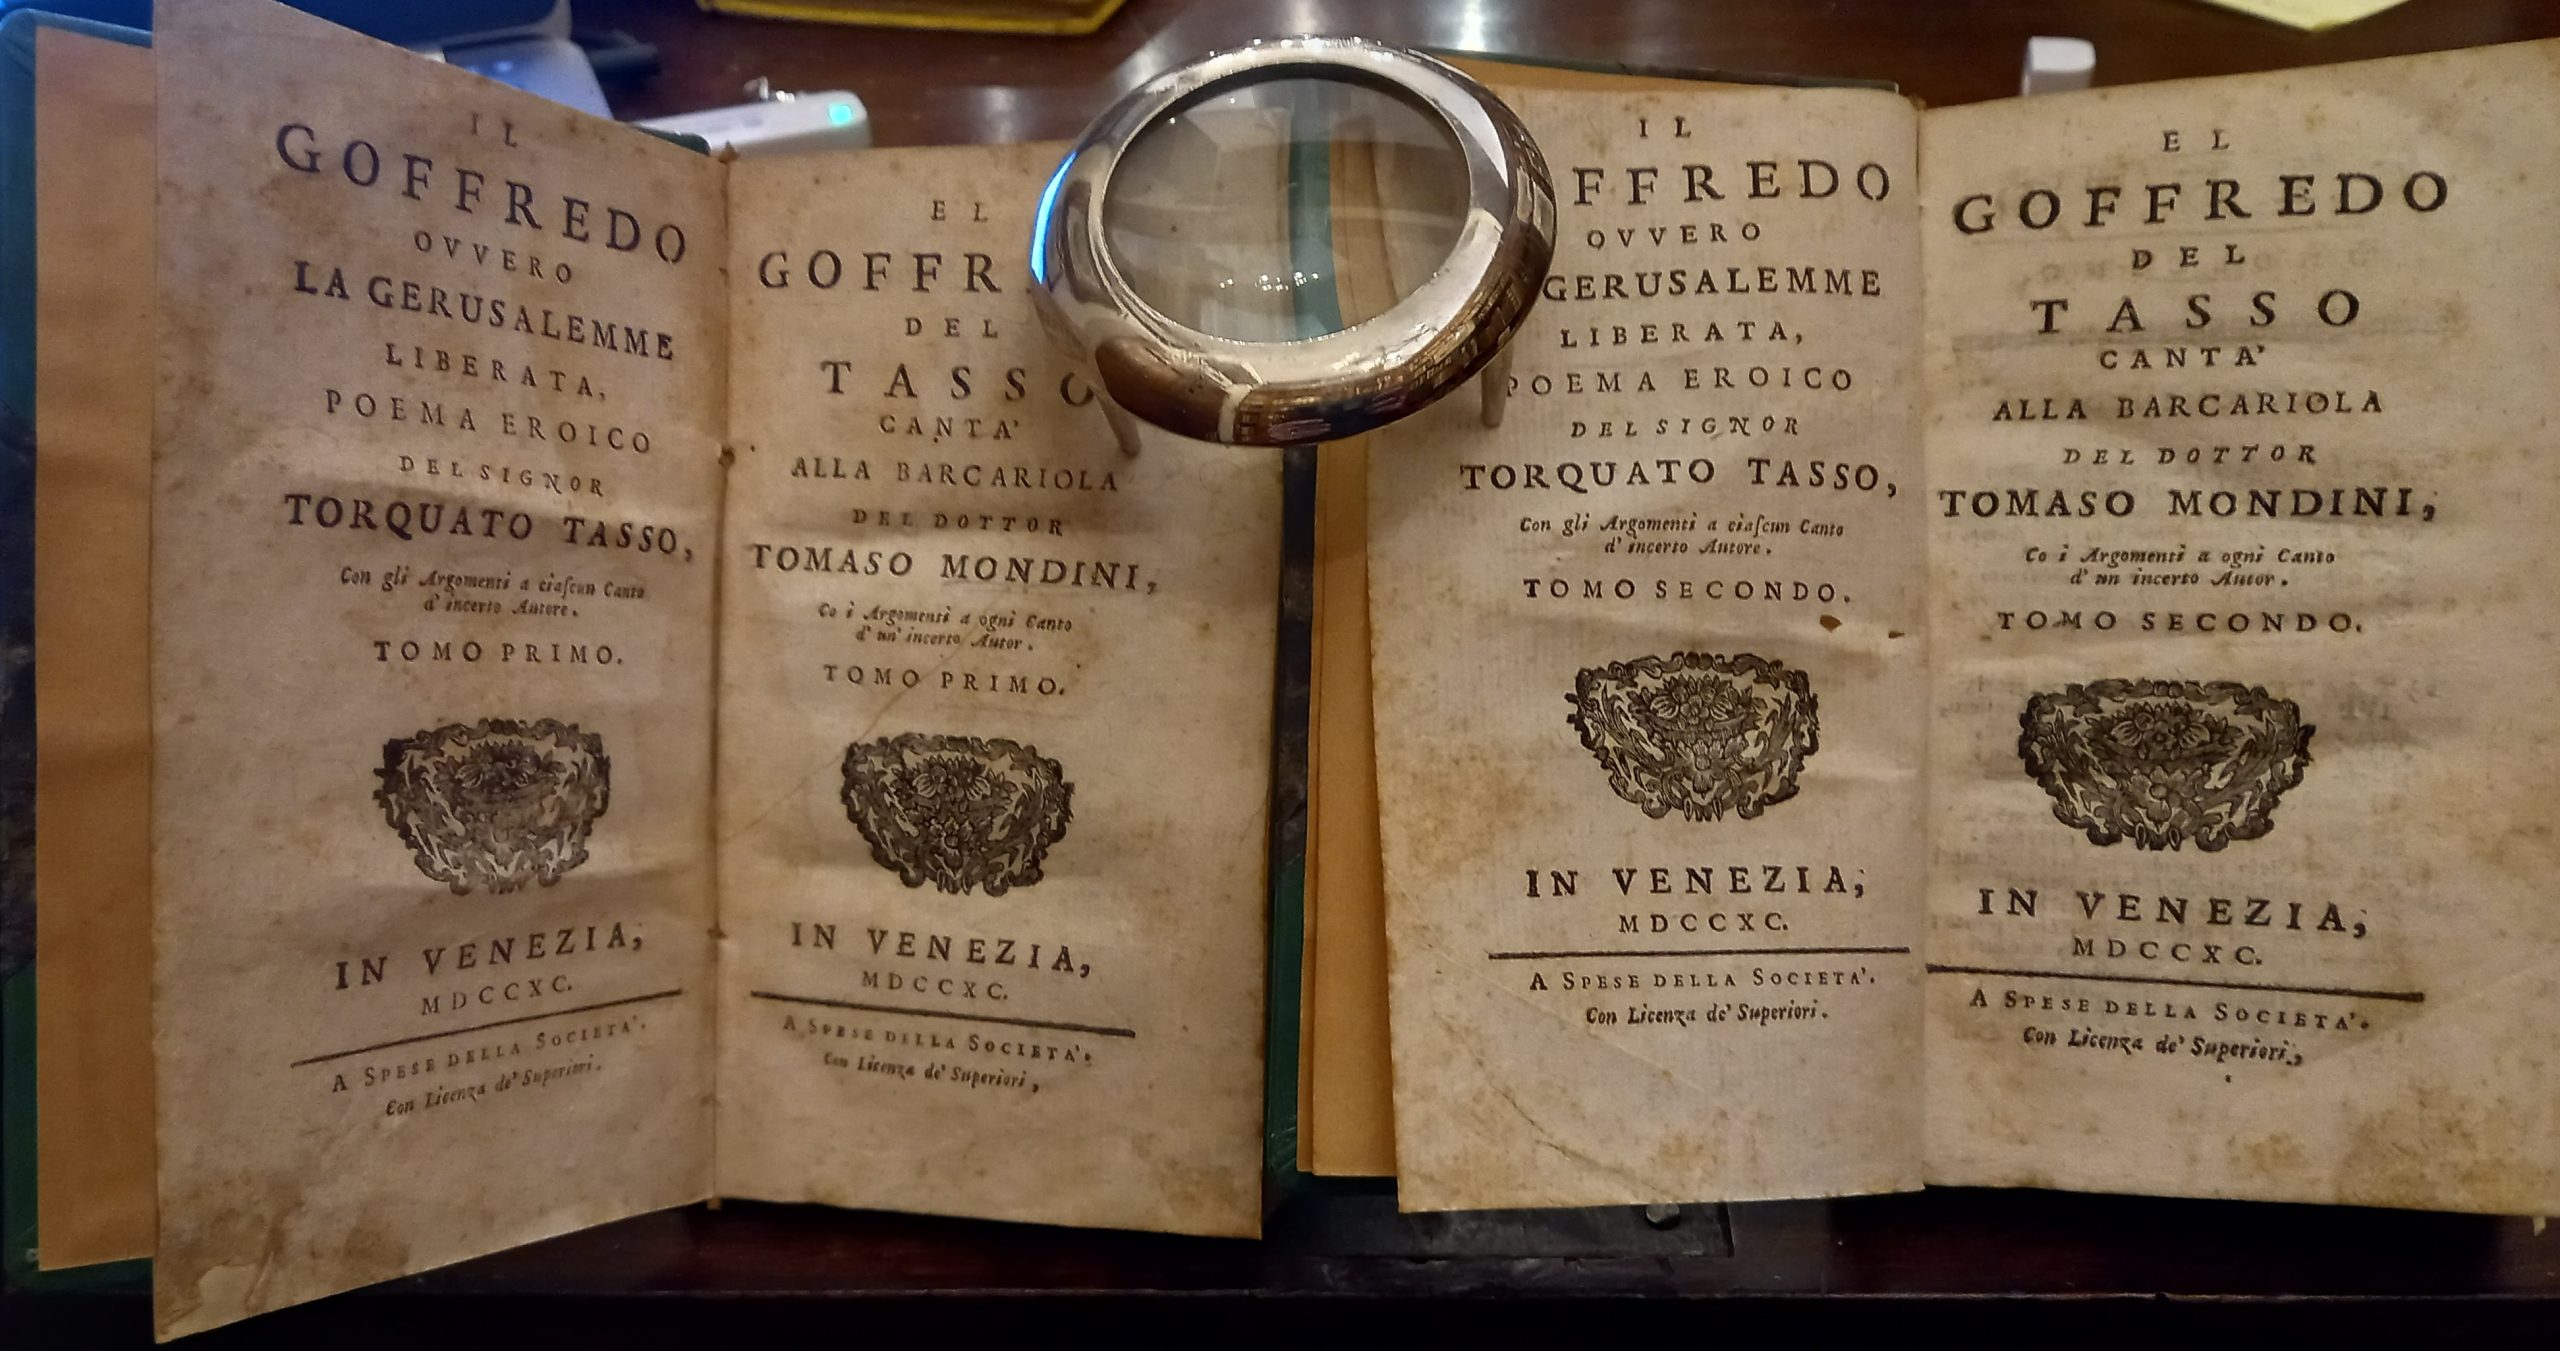 IL
GOFFREDO
OVVERO
LA GERUSALEMME
LIBERATA,
POEMA EROICO
DEL SIGNOR
TORQUATO TASSO,
Con gli Argomenti a ciaſcun Canto
d' incerto Autore.
TOMO PRIMO.
IN VENEZIA,
MDCCXC.
A SPESE DELLA SOCIETA'.
Con Licenza de' Superiori.
EL
GOFFR
DEL
TASSO
CANTA'
ALLA BARCARIOLA
DEL DOTTOR
TOMASO MONDINI,
Co i Argomenti a ogni Canto
d' un' incerto Autor.
TOMO PRIMO.
IN VENEZIA,
MDCCXC.
A SPESE DELLA SOCIETA'.
Con Licenza de' Superiori,
IL
FFREDO
OVVERO
GERUSALEMME
LIBERATA,
POEMA EROICO
DEL SIGNOR
TORQUATO TASSO,
Con gli Argomenti a ciaſcun Canto
d' incerto Autore.
TOMO SECONDO.
IN VENEZIA,
MDCCXC.
A SPESE DELLA SOCIETA'.
Con Licenza de' Superiori.
EL
GOFFREDO
DEL
TASSO
CANTA'
ALLA BARCARIOLA
DEL DOTTOR
TOMASO MONDINI,
Co i Argomenti a ogni Canto
d' un incerto Autor.
TOMO SECONDO.
IN VENEZIA,
MDCCXC.
A SPESE DELLA SOCIETA'.
Con Licenza de' Superiori,